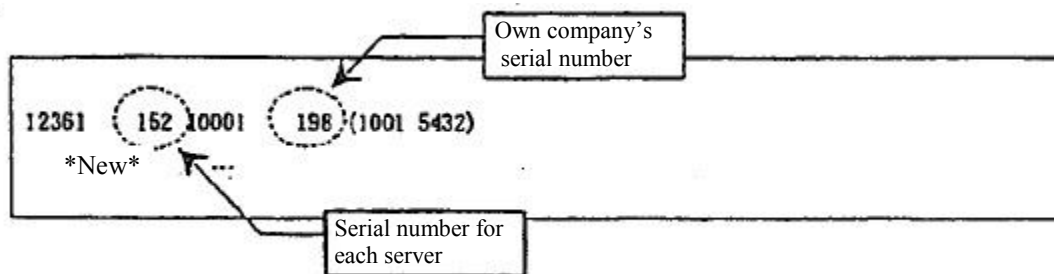 Own company's
serial number
12361 152 10001 198 (1001 5432)
*New*
Serial number for
each server